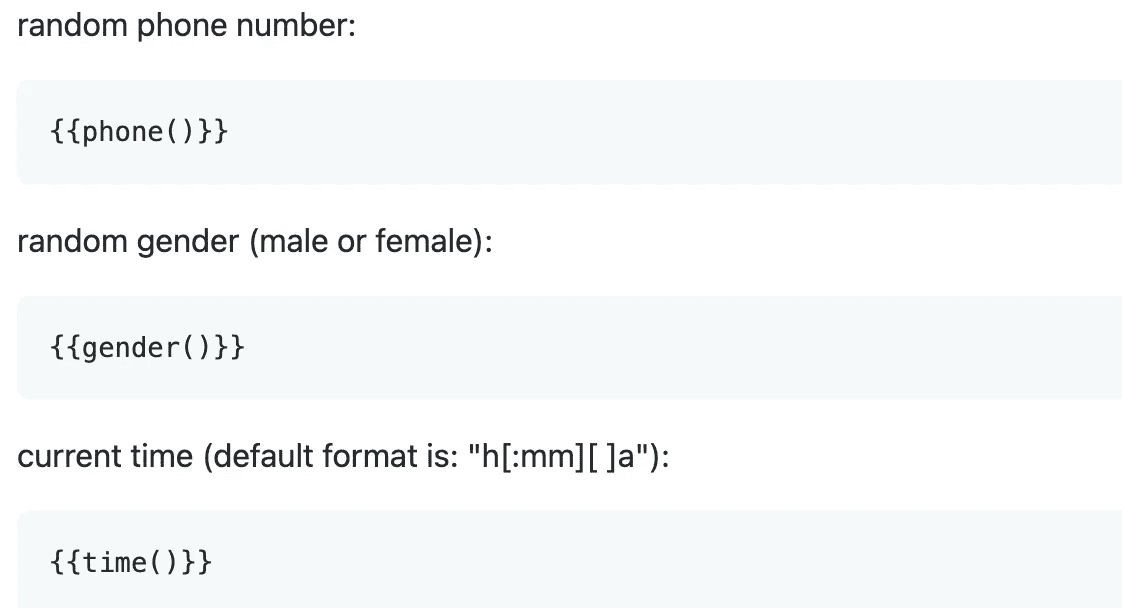 random phone number:
{{phone()}}
random gender (male or female):
{{gender()}}
current time (default format is: "h[:mm][ ]a"):
{{time()}}